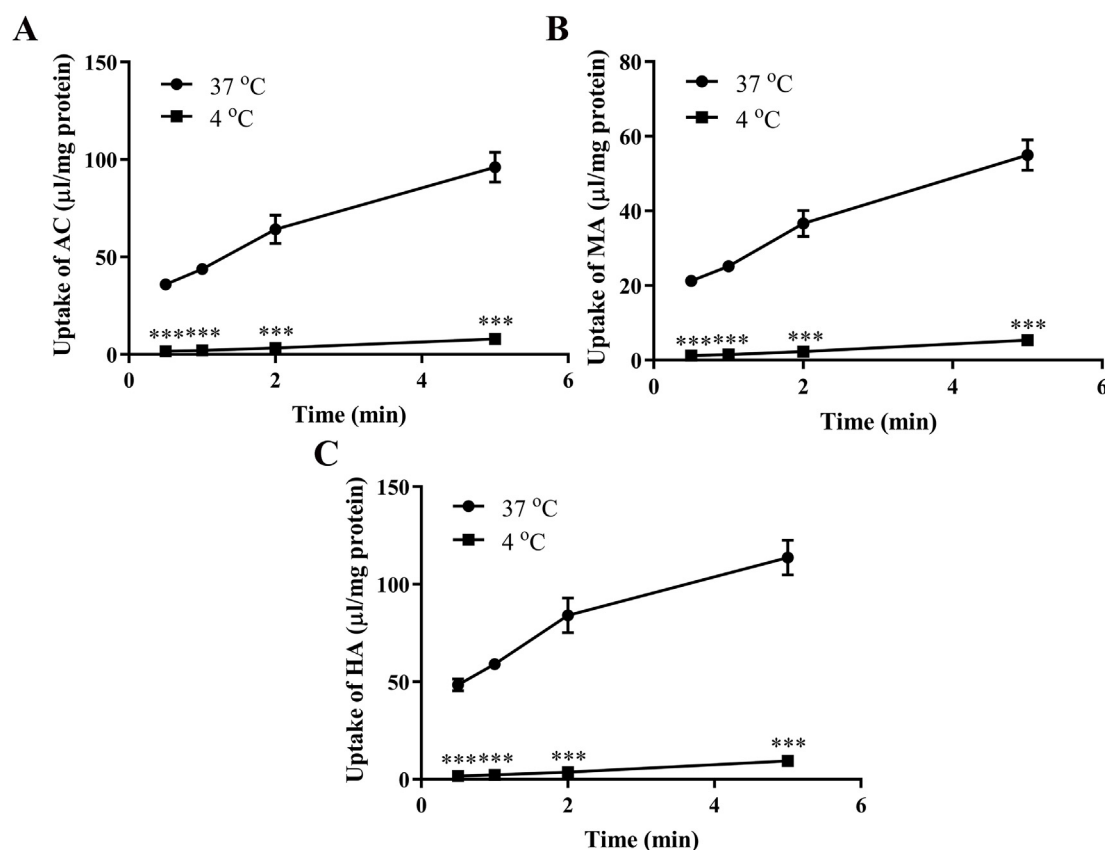 A
Uptake of AC (μl/mg protein)
150
100
50
0
37 °C
4 °C
*** *** *** ***
0 2 4 6
Time (min)
B
Uptake of MA (μl/mg protein)
80
60
40
20
0
37 °C
4 °C
*** *** *** ***
0 2 4 6
Time (min)
C
Uptake of HA (μl/mg protein)
150
100
50
0
37 °C
4 °C
*** *** *** ***
0 2 4 6
Time (min)